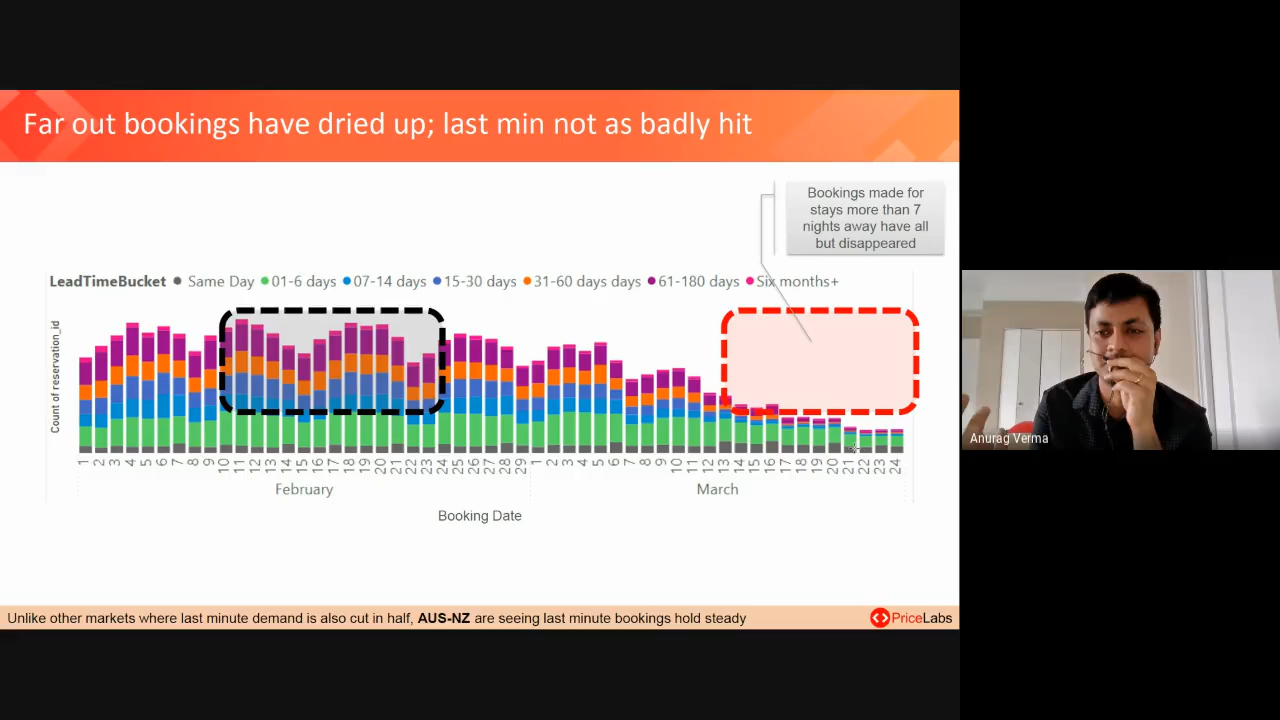 Far out bookings have dried up; last min not as badly hit
Bookings made for
stays more than 7
nights away have all
but disappeared
LeadTimeBucket Same Day 01-6 days 07-14 days 15-30 days 31-60 days days 61-180 days Six months+
Count of reservation_id
1 2 3 4 5 6 7 8 9 10 11 12 13 14 15 16 17 18 19 20 21 22 23 24 25 26 27 28 29 1 2 3 4 5 6 7 8 9 10 11 12 13 14 15 16 17 18 19 20 21 22 23 24
February March
Booking Date
Unlike other markets where last minute demand is also cut in half, AUS-NZ are seeing last minute bookings hold steady
PriceLabs
Anurag Verma